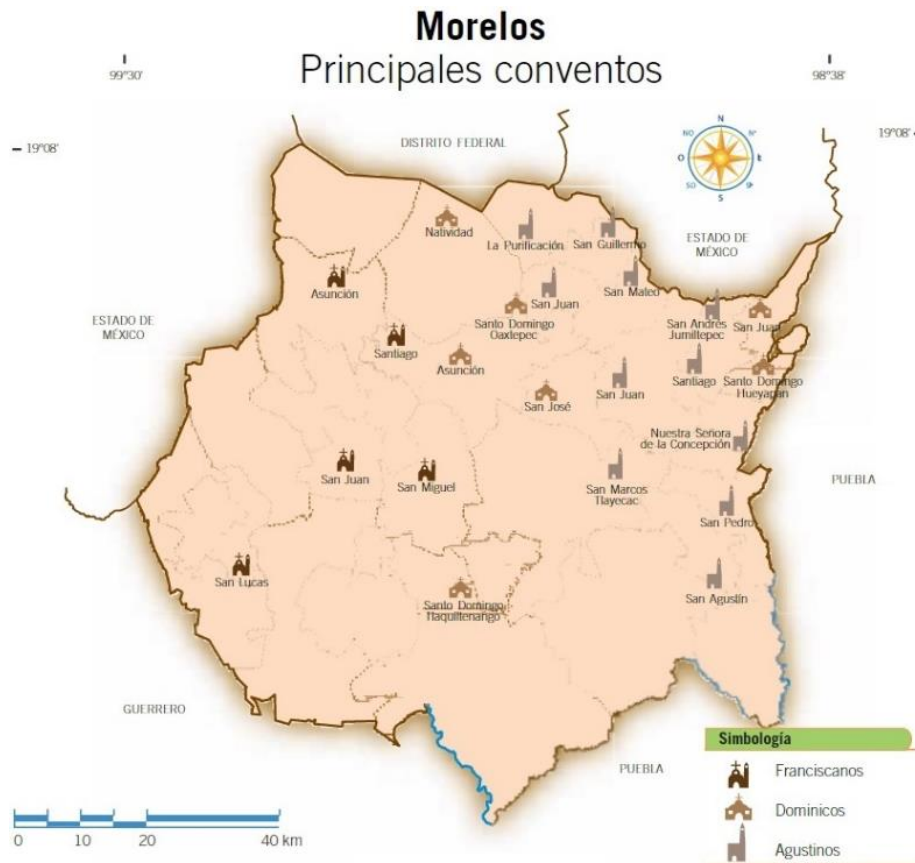 Morelos
Principales conventos
99°30'
98°38'
19°08'
19°08'
DISTRITO FEDERAL
N
NO
O
SO
S
Natividad
La Purificación
San Guillermo
ESTADO DE
MÉXICO
Asunción
San Juan
San Mateo
ESTADO DE
MÉXICO
Santo Domingo
Oaxtepec
San Andrés
Jumiltepec
San Juan
Santiago
Asunción
San José
San Juan
Santiago
Santo Domingo
Hueyapan
Nuestra Señora
de la Concepción
San Juan
San Miguel
San Marcos
Tlayecac
PUEBLA
San Pedro
San Lucas
Santo Domingo
Tlaquiltenango
San Agustín
GUERRERO
PUEBLA
Simbología
Franciscanos
Dominicos
Agustinos
0 10 20 40 km